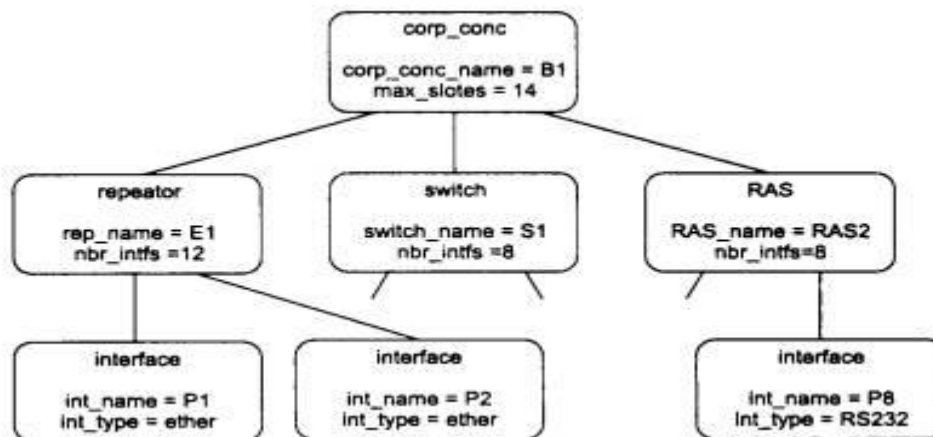 corp_conc
corp_conc_name = B1
max_slotes = 14
repeator
rep_name = E1
nbr_intfs =12
switch
switch_name = S1
nbr_intfs =8
RAS
RAS_name = RAS2
nbr_intfs=8
interface
int_name = P1
int_type = ether
interface
int_name = P2
int_type = ether
interface
int_name = P8
Int_type = RS232